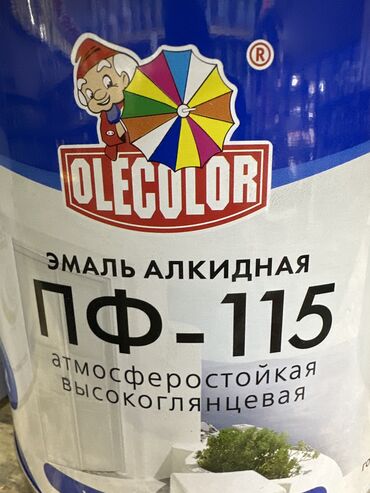 ®
OLECOLOR
ЭМАЛЬ АЛКИДНАЯ
ПФ-115
атмосферостойкая
высокоглянцевая